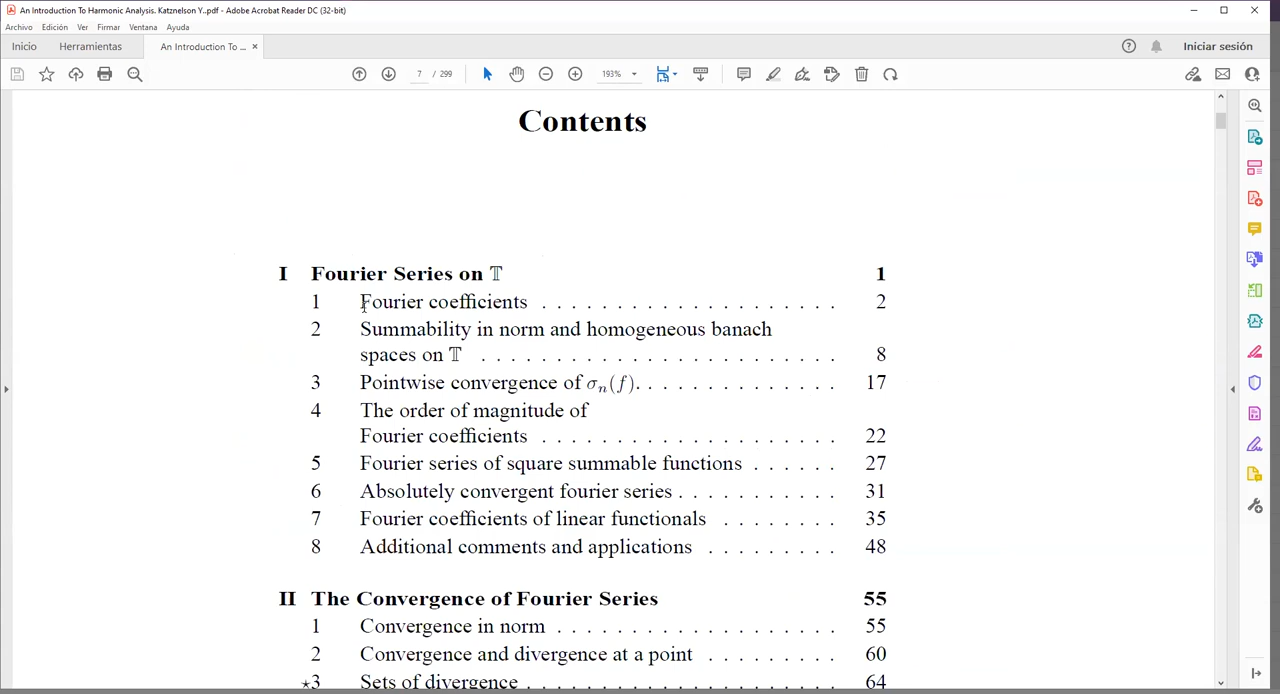 An Introduction To Harmonic Analysis. Katznelson Y..pdf - Adobe Acrobat Reader DC (32-bit)
Archivo Edición Ver Firmar Ventana Ayuda
Inicio Herramientas An Introduction To ... × Iniciar sesión
7 / 299 193%
Contents
I Fourier Series on 𝕋 1
1 Fourier coefficients . . . . . . . . . . . . . . . . . . . 2
2 Summability in norm and homogeneous banach
spaces on 𝕋 . . . . . . . . . . . . . . . . . . . . . . 8
3 Pointwise convergence of σₙ(f). . . . . . . . . . . . . . 17
4 The order of magnitude of
Fourier coefficients . . . . . . . . . . . . . . . . . . . 22
5 Fourier series of square summable functions . . . . . . 27
6 Absolutely convergent fourier series . . . . . . . . . . . 31
7 Fourier coefficients of linear functionals . . . . . . . . 35
8 Additional comments and applications . . . . . . . . . 48
II The Convergence of Fourier Series 55
1 Convergence in norm . . . . . . . . . . . . . . . . . . 55
2 Convergence and divergence at a point . . . . . . . . . 60
⋆3 Sets of divergence . . . . . . . . . . . . . . . . . . . . 64